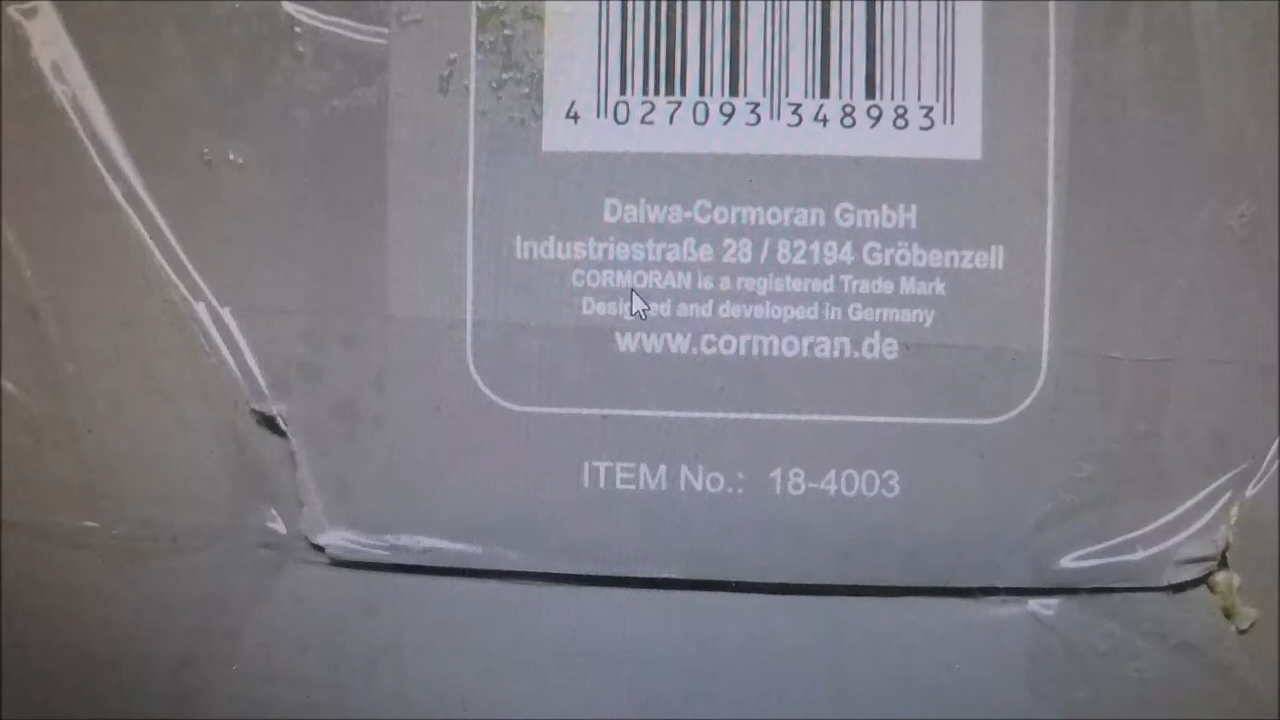 4 027093 348983
Daiwa-Cormoran GmbH
Industriestraße 28 / 82194 Gröbenzell
CORMORAN is a registered Trade Mark
Designed and developed in Germany
www.cormoran.de
ITEM No.: 18-4003